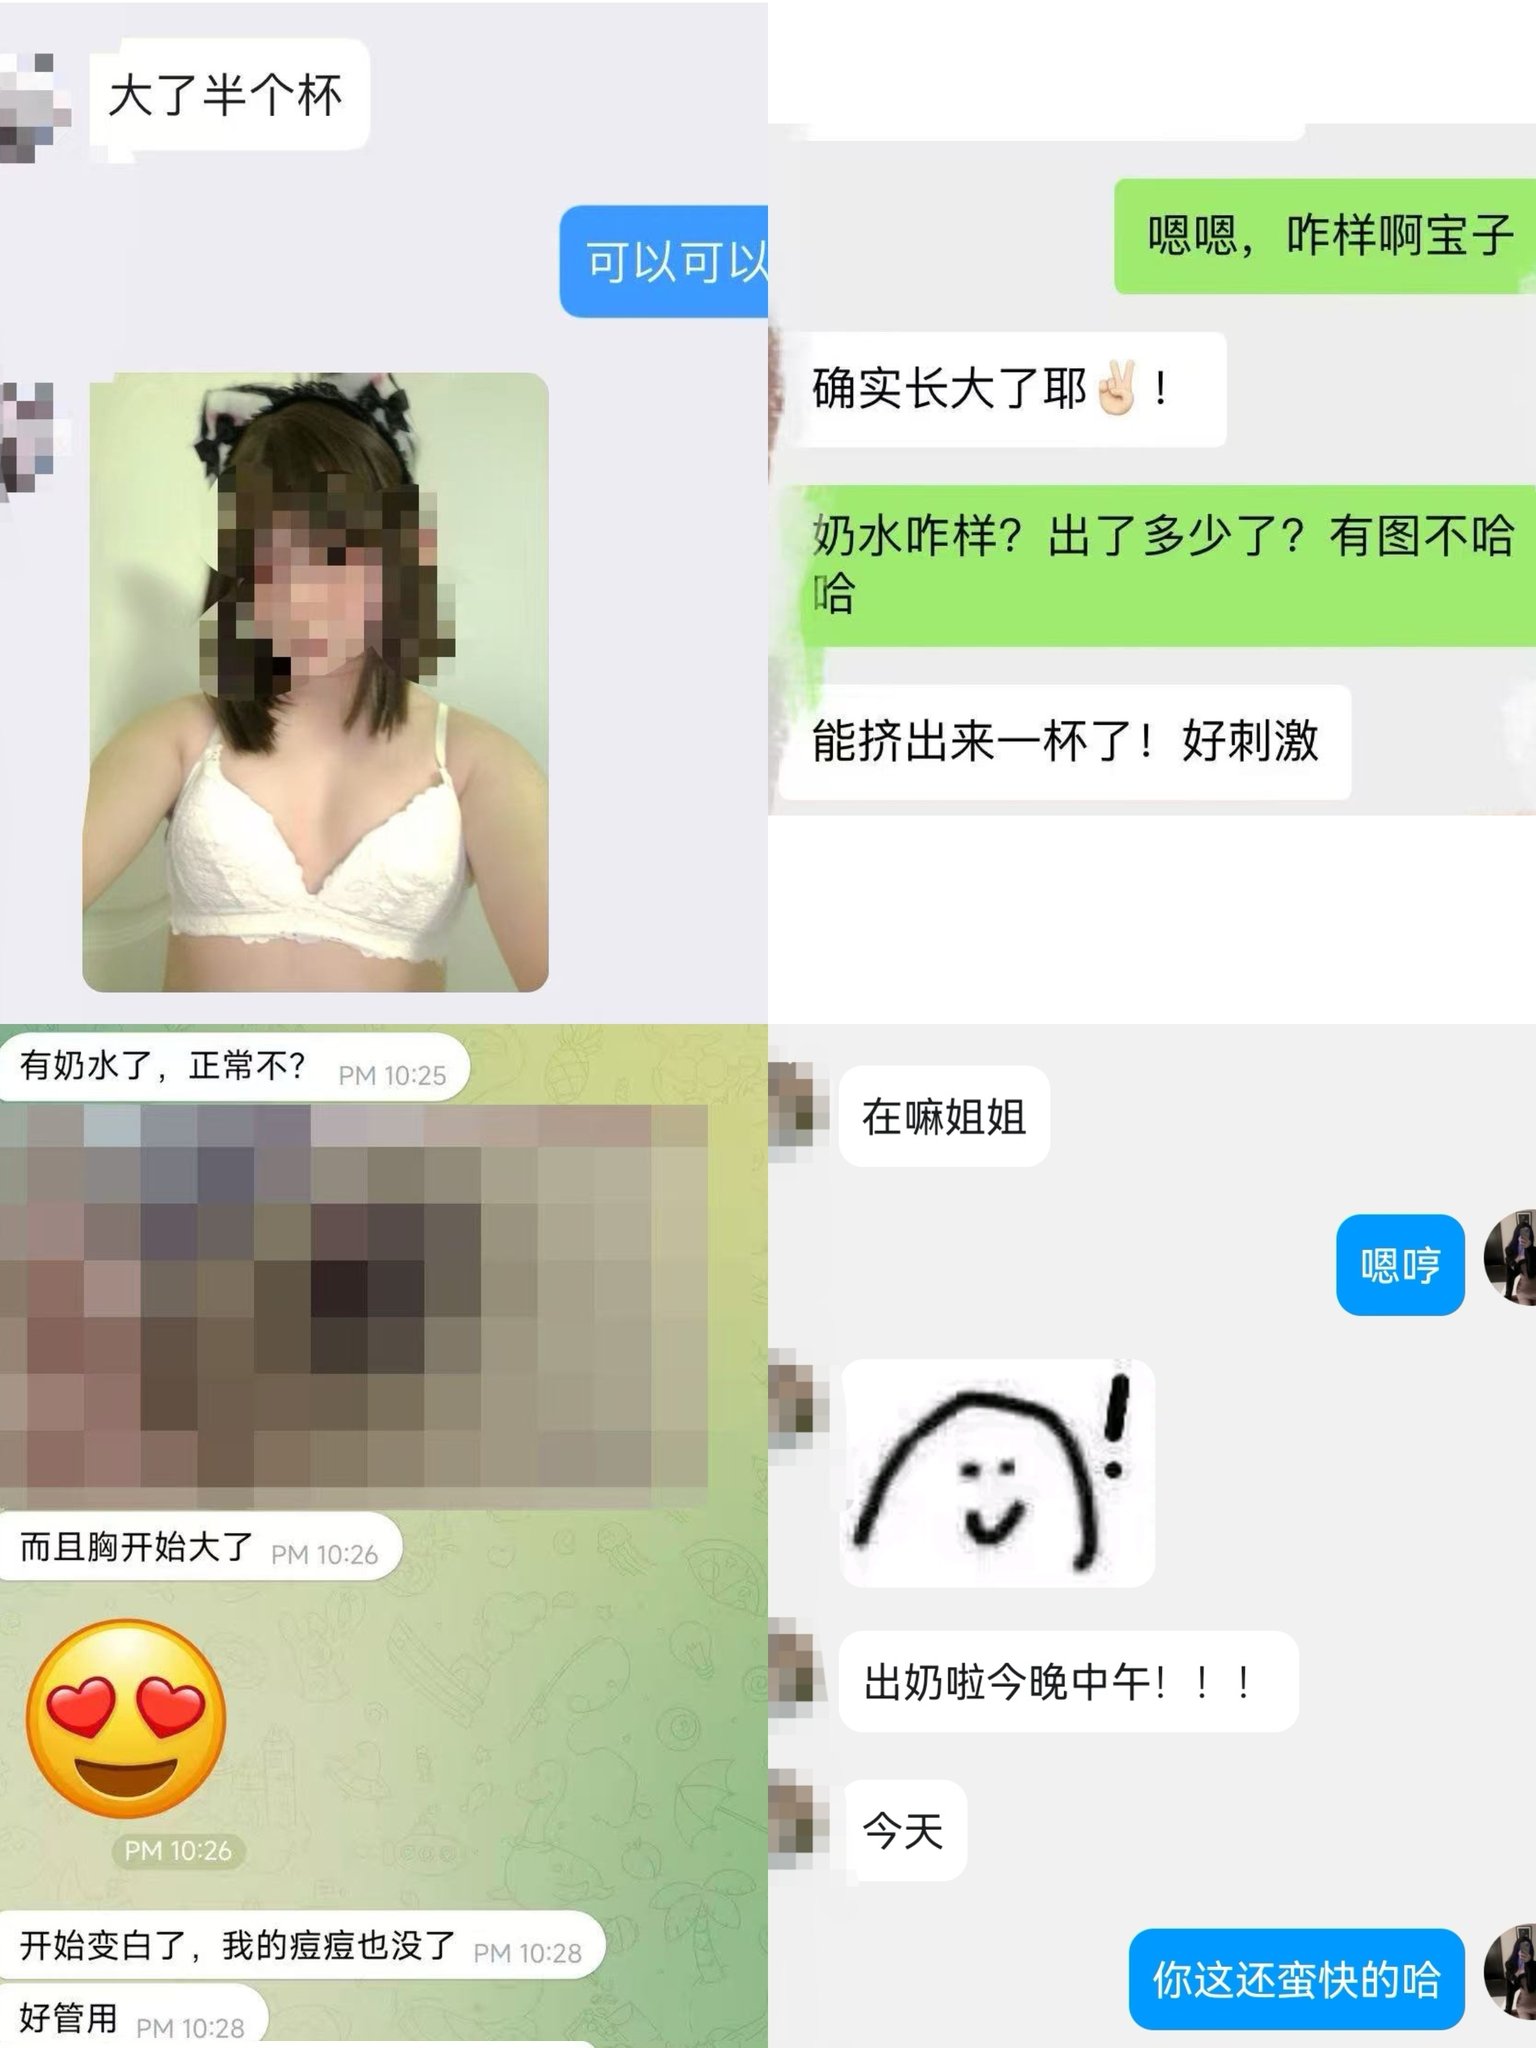 大了半个杯
可以可以
嗯嗯，咋样啊宝子
确实长大了耶✌🏻！
奶水咋样？出了多少了？有图不哈
哈
能挤出来一杯了！好刺激
有奶水了，正常不？ PM 10:25
而且胸开始大了 PM 10:26
PM 10:26
开始变白了，我的痘痘也没了 PM 10:28
好管用 PM 10:28
在嘛姐姐
嗯哼
!
出奶啦今晚中午！！！
今天
你这还蛮快的哈